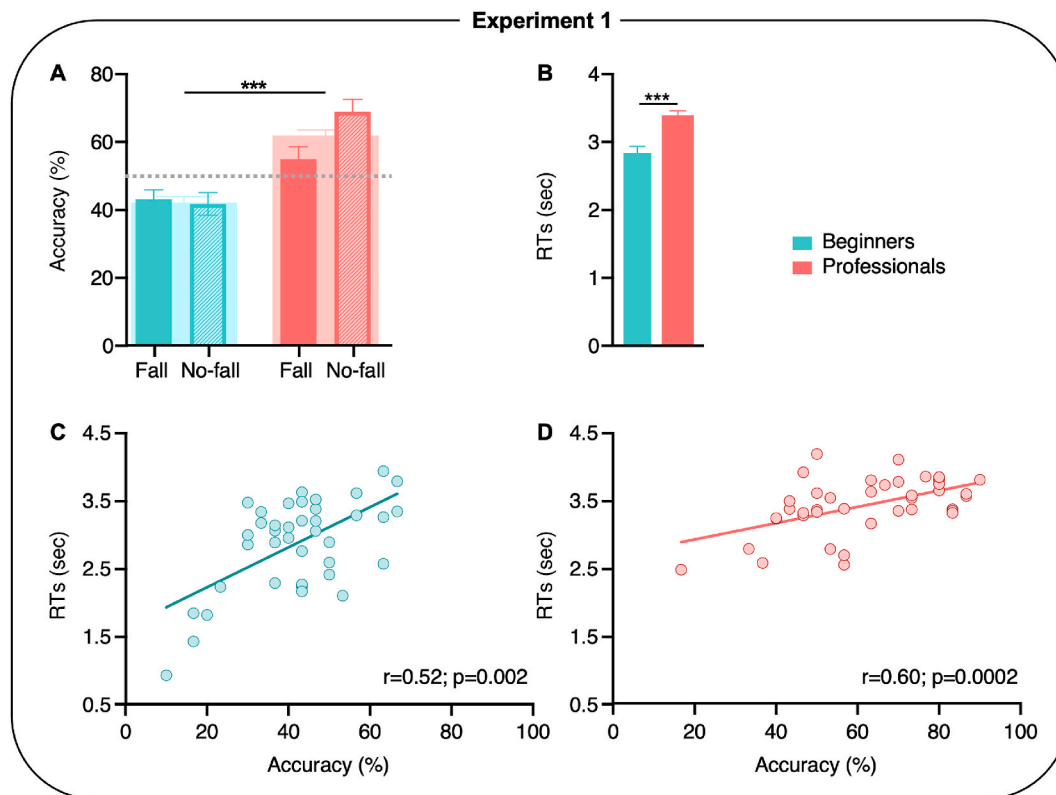 Experiment 1
A
Accuracy (%)
80
60
40
20
0
***
Fall No-fall Fall No-fall
B
RTs (sec)
4
3
2
1
0
***
Beginners
Professionals
C
RTs (sec)
4.5
3.5
2.5
1.5
0.5
r=0.52; p=0.002
0 20 40 60 80 100
Accuracy (%)
D
RTs (sec)
4.5
3.5
2.5
1.5
0.5
r=0.60; p=0.0002
0 20 40 60 80 100
Accuracy (%)